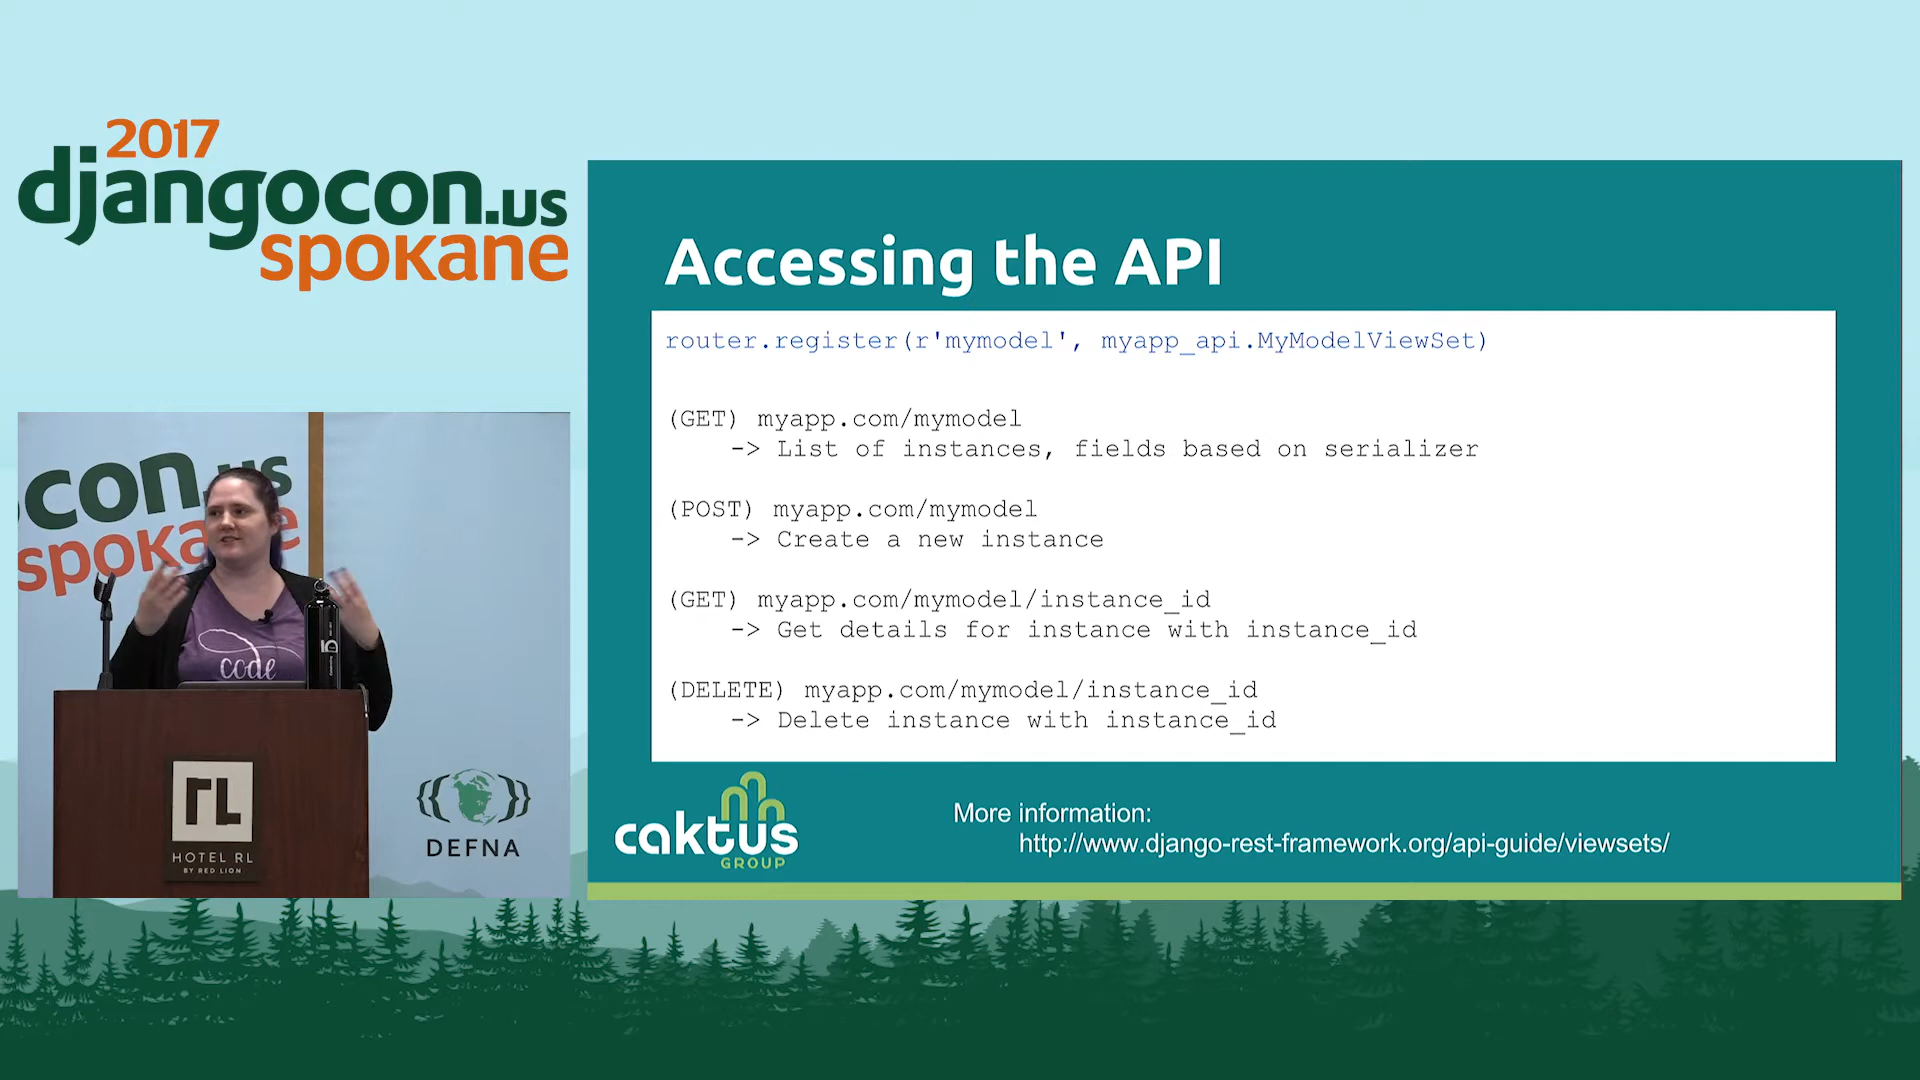 2017
djangocon.us
spokane
Accessing the API
router.register(r'mymodel', myapp_api.MyModelViewSet)
(GET) myapp.com/mymodel
-> List of instances, fields based on serializer
(POST) myapp.com/mymodel
-> Create a new instance
(GET) myapp.com/mymodel/instance_id
-> Get details for instance with instance_id
(DELETE) myapp.com/mymodel/instance_id
-> Delete instance with instance_id
caktus
GROUP
More information:
http://www.django-rest-framework.org/api-guide/viewsets/
con.us
spoka e
code
RL
HOTEL RL
BY RED LION
DEFNA